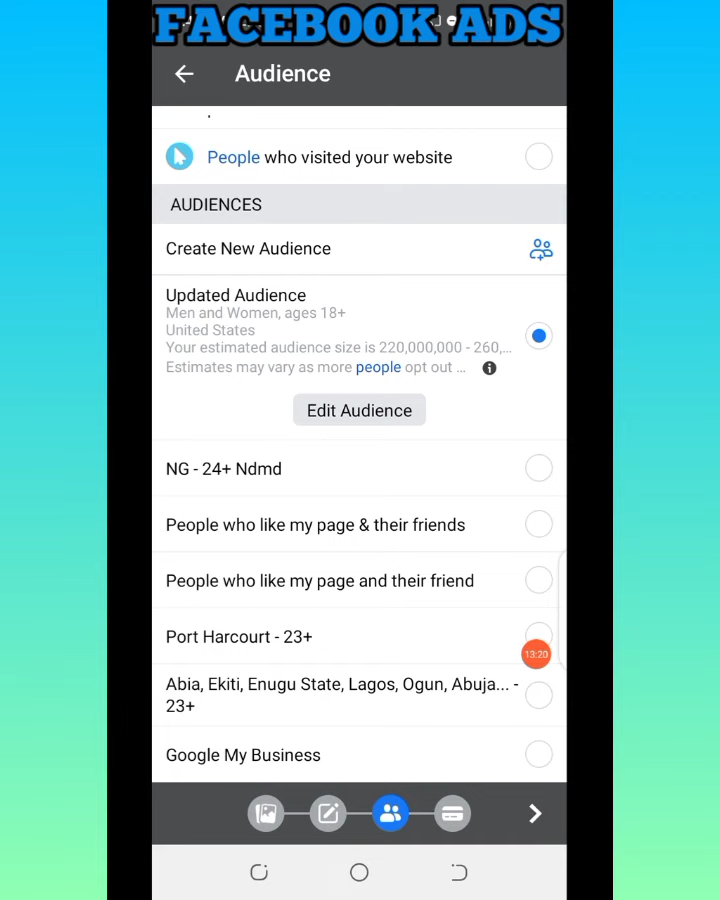 FACEBOOK ADS
Audience
People who visited your website
AUDIENCES
Create New Audience
Updated Audience
Men and Women, ages 18+
United States
Your estimated audience size is 220,000,000 - 260,...
Estimates may vary as more people opt out ...
Edit Audience
NG - 24+ Ndmd
People who like my page & their friends
People who like my page and their friend
Port Harcourt - 23+
13:20
Abia, Ekiti, Enugu State, Lagos, Ogun, Abuja... -
23+
Google My Business